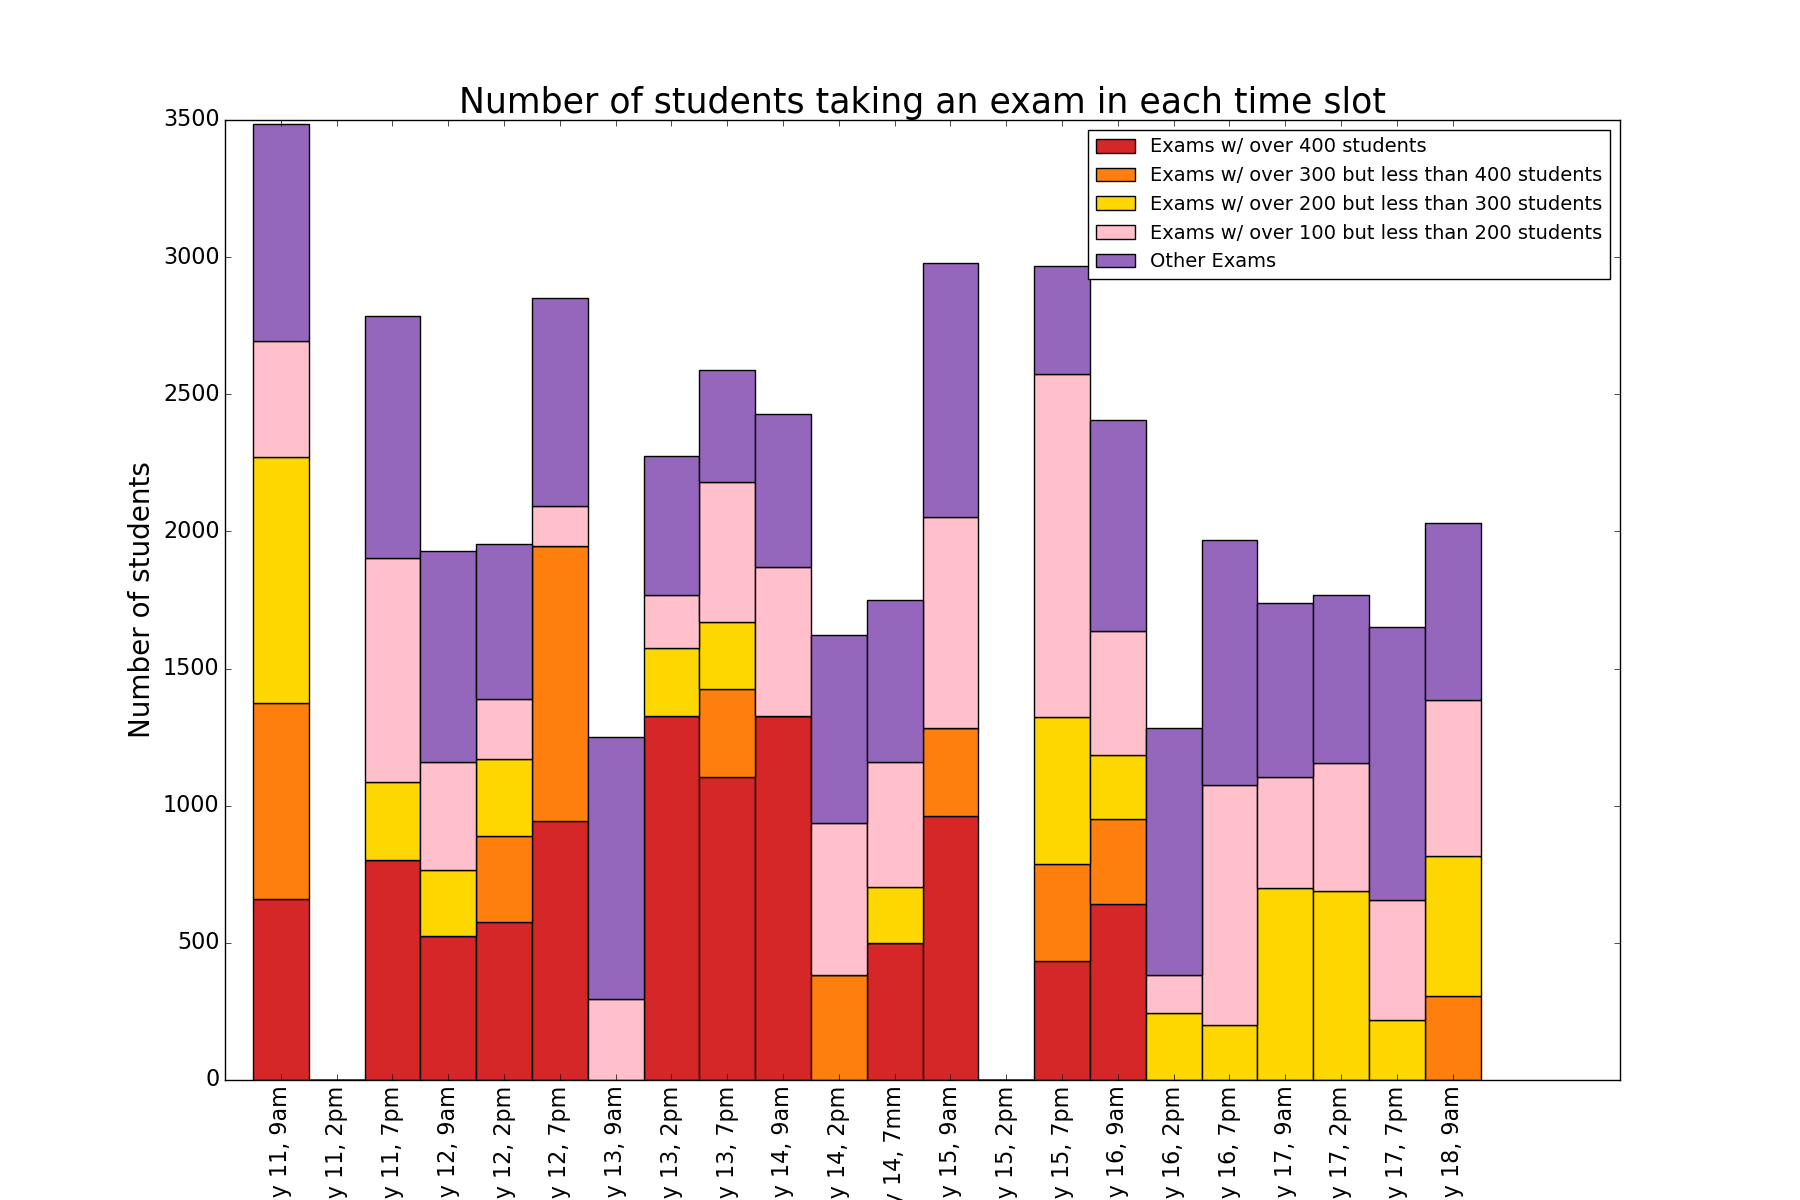 Number of students taking an exam in each time slot
Exams w/ over 400 students
Exams w/ over 300 but less than 400 students
Exams w/ over 200 but less than 300 students
Exams w/ over 100 but less than 200 students
Other Exams
Number of students
3500
3000
2500
2000
1500
1000
500
0
y 11, 9am
y 11, 2pm
y 11, 7pm
y 12, 9am
y 12, 2pm
y 12, 7pm
y 13, 9am
y 13, 2pm
y 13, 7pm
y 14, 9am
y 14, 2pm
y 14, 7mm
y 15, 9am
y 15, 2pm
y 15, 7pm
y 16, 9am
y 16, 2pm
y 16, 7pm
y 17, 9am
y 17, 2pm
y 17, 7pm
y 18, 9am